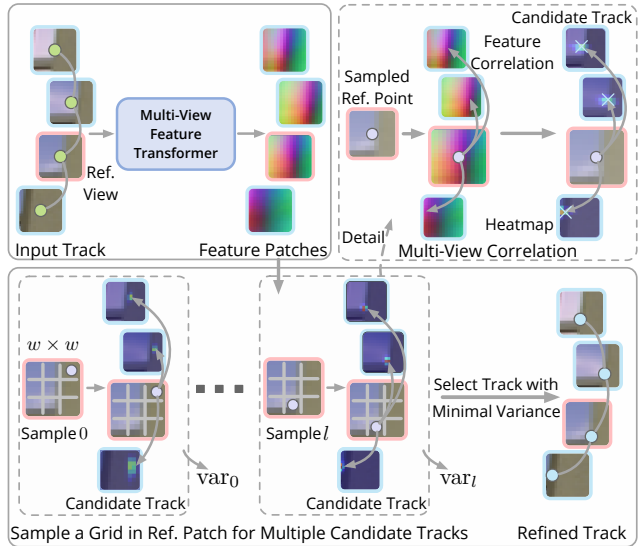 Multi-View
Feature
Transformer
Ref.
View
Input Track
Feature Patches
Candidate Track
Feature
Correlation
Sampled
Ref. Point
Heatmap
Detail
Multi-View Correlation
w × w
Sample 0
var₀
Candidate Track
Sample l
varₗ
Candidate Track
Select Track with
Minimal Variance
Sample a Grid in Ref. Patch for Multiple Candidate Tracks
Refined Track